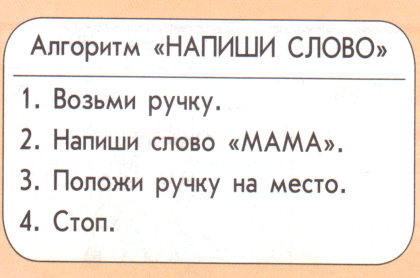 Алгоритм «НАПИШИ СЛОВО»
1. Возьми ручку.
2. Напиши слово «МАМА».
3. Положи ручку на место.
4. Стоп.